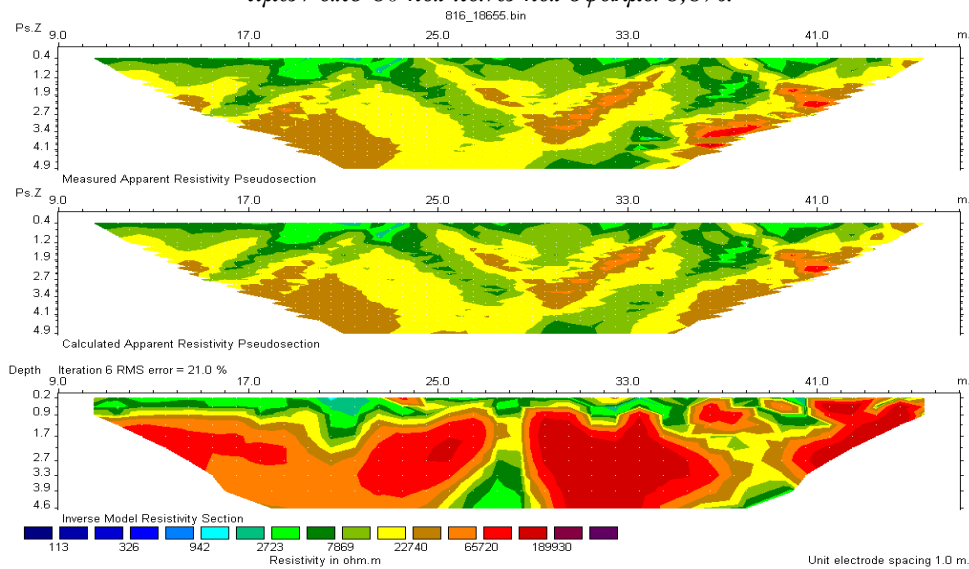 816_18655.bin
Ps.Z 9.0 17.0 25.0 33.0 41.0 m.
0.4
1.2
1.9
2.7
3.4
4.1
4.9
Measured Apparent Resistivity Pseudosection
Ps.Z 9.0 17.0 25.0 33.0 41.0 m.
0.4
1.2
1.9
2.7
3.4
4.1
4.9
Calculated Apparent Resistivity Pseudosection
Depth Iteration 6 RMS error = 21.0 %
9.0 17.0 25.0 33.0 41.0 m.
0.2
0.9
1.7
2.7
3.3
3.9
4.6
Inverse Model Resistivity Section
113 326 942 2723 7869 22740 65720 189930
Resistivity in ohm.m Unit electrode spacing 1.0 m.